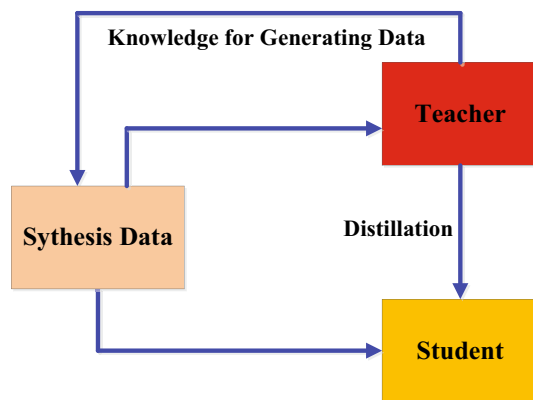 Knowledge for Generating Data
Teacher
Sythesis Data
Distillation
Student